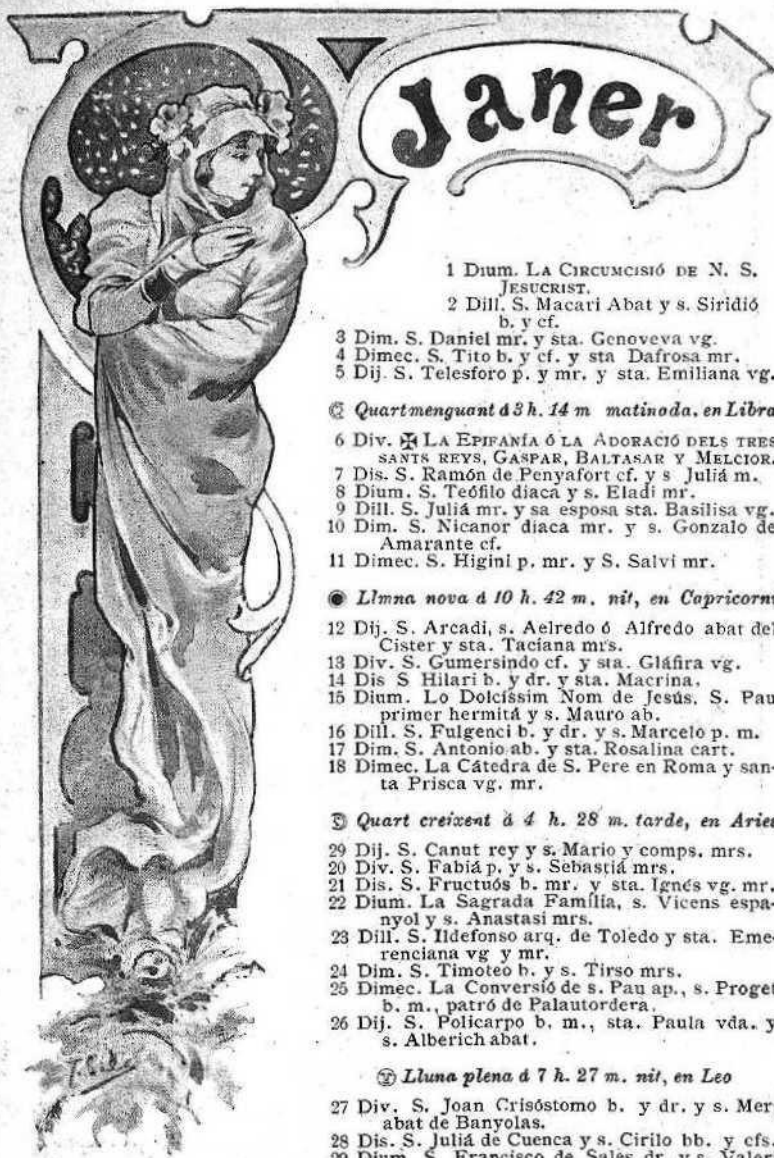 Janer
1 Dium. LA CIRCUMCISIÓ DE N. S.
JESUCRIST.
2 Dill. S. Macari Abat y s. Siridió
b. y cf.
3 Dim. S. Daniel mr. y sta. Genoveva vg.
4 Dimec. S. Tito b. y cf. y sta Dafrosa mr.
5 Dij. S. Telesforo p. y mr. y sta. Emiliana vg.
Quart menguant á 3 h. 14 m matinada, en Libra
6 Div. ✠ LA EPIFANÍA Ó LA ADORACIÓ DELS TRES
SANTS REYS, GASPAR, BALTASAR Y MELCIOR.
7 Dis. S. Ramón de Penyafort cf. y s Juliá m.
8 Dium. S. Teófilo diaca y s. Eladi mr.
9 Dill. S. Juliá mr. y sa esposa sta. Basilisa vg.
10 Dim. S. Nicanor diaca mr. y s. Gonzalo de
Amarante cf.
11 Dimec. S. Higini p. mr. y S. Salvi mr.
Llmna nova á 10 h. 42 m. nit, en Capricorni
12 Dij. S. Arcadi, s. Aelredo ó Alfredo abat del
Cister y sta. Taciana mrs.
13 Div. S. Gumersindo cf. y sta. Gláfira vg.
14 Dis S Hilari b. y dr. y sta. Macrina.
15 Dium. Lo Dolcíssim Nom de Jesús. S. Pau
primer hermitá y s. Mauro ab.
16 Dill. S. Fulgenci b. y dr. y s. Marcelo p. m.
17 Dim. S. Antonio ab. y sta. Rosalina cart.
18 Dimec. La Cátedra de S. Pere en Roma y san-
ta Prisca vg. mr.
Quart creixent á 4 h. 28 m. tarde, en Aries
29 Dij. S. Canut rey y s. Mario y comps. mrs.
20 Div. S. Fabiá p. y s. Sebastiá mrs.
21 Dis. S. Fructuós b. mr. y sta. Ignés vg. mr.
22 Dium. La Sagrada Família, s. Vicens espa-
nyol y s. Anastasi mrs.
23 Dill. S. Ildefonso arq. de Toledo y sta. Eme-
renciana vg y mr.
24 Dim. S. Timoteo b. y s. Tirso mrs.
25 Dimec. La Conversió de s. Pau ap., s. Proget
b. m., patró de Palautordera.
26 Dij. S. Policarpo b. m., sta. Paula vda. y
s. Alberich abat.
Lluna plena á 7 h. 27 m. nit, en Leo
27 Div. S. Joan Crisóstomo b. y dr. y s. Mer
abat de Banyolas.
28 Dis. S. Juliá de Cuenca y s. Cirilo bb. y cfs.
29 Dium. S. Francisco de Sales dr. y s. Valeri